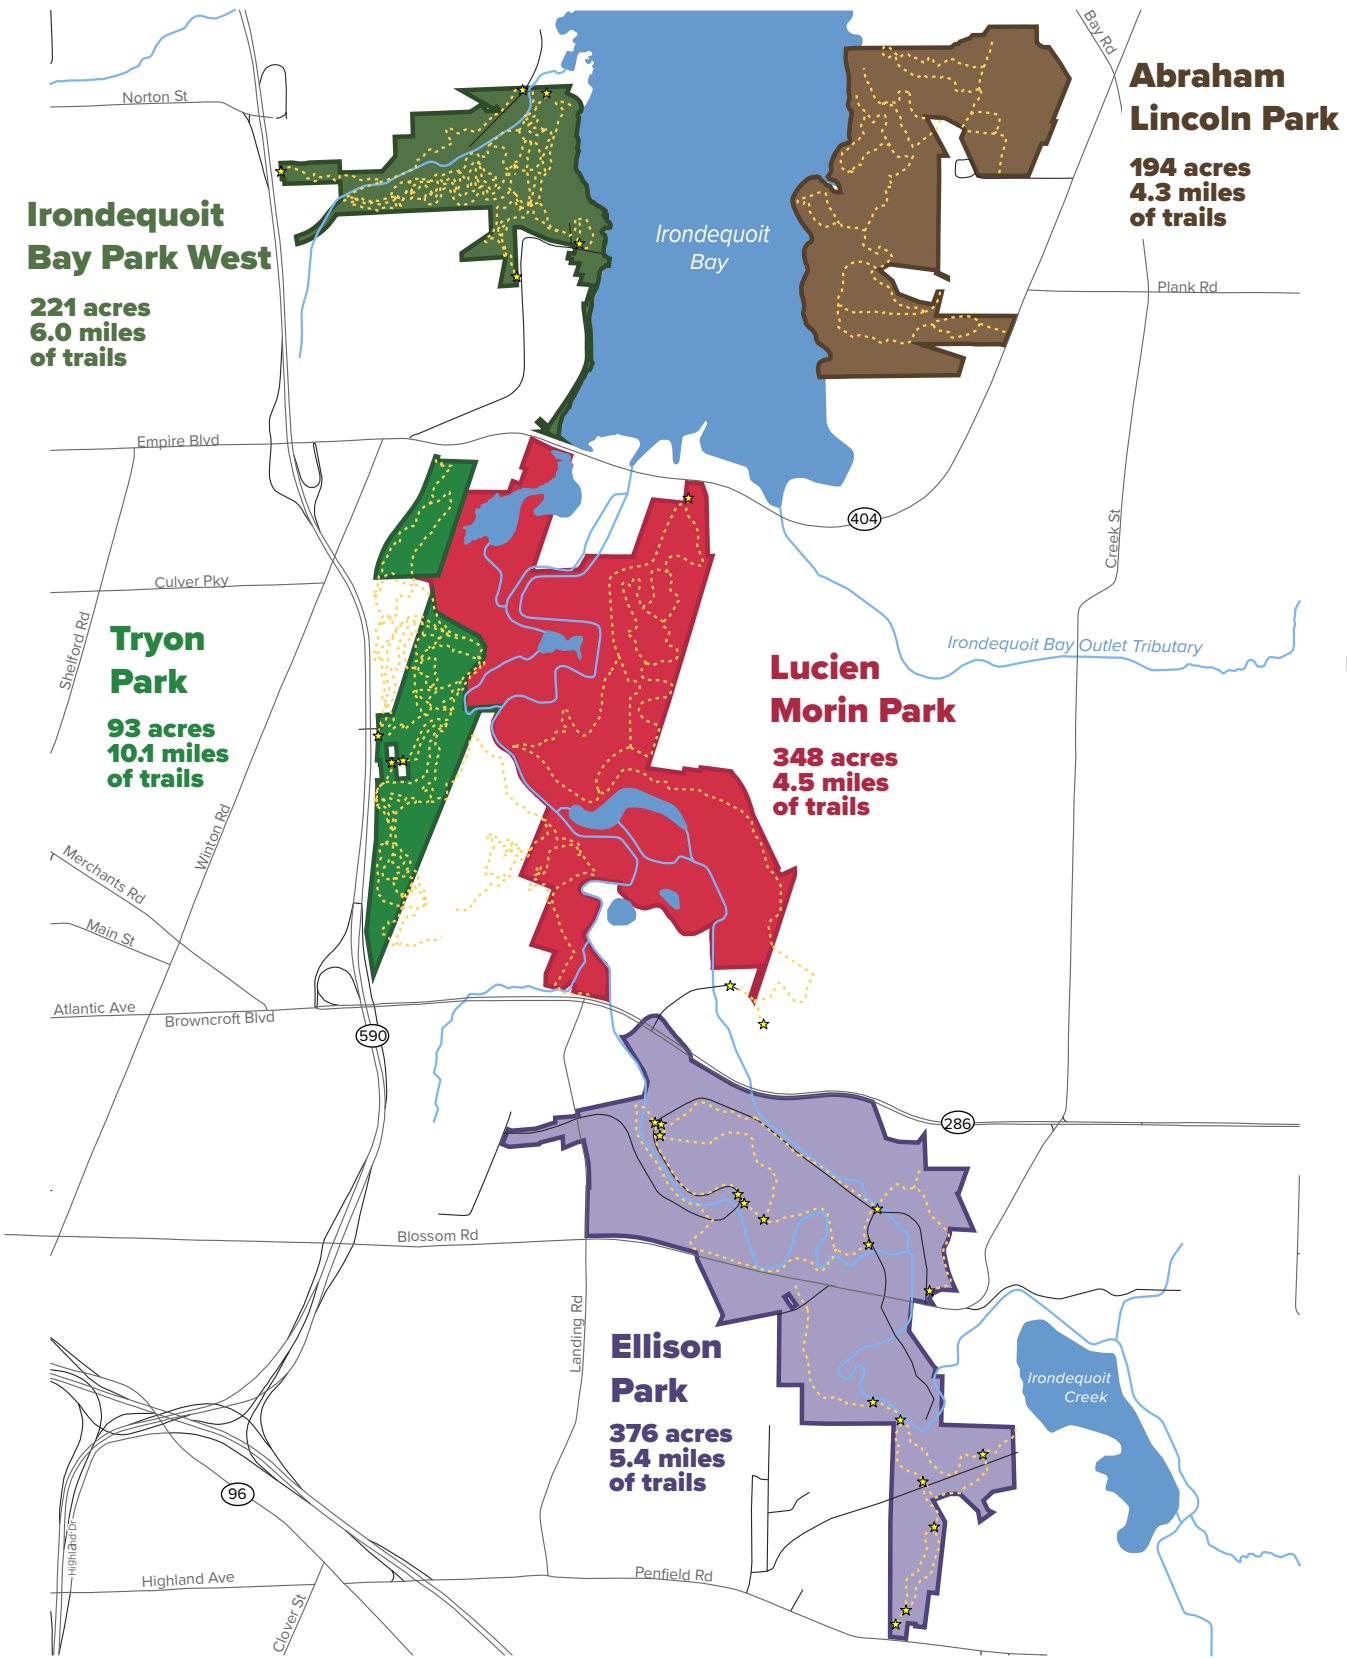 Bay Rd
Abraham
Lincoln Park
194 acres
4.3 miles
of trails
Norton St
Irondequoit
Bay Park West
221 acres
6.0 miles
of trails
Irondequoit
Bay
Plank Rd
Empire Blvd
404
Creek St
Culver Pky
Shelford Rd
Tryon
Park
93 acres
10.1 miles
of trails
Irondequoit Bay Outlet Tributary
Lucien
Morin Park
348 acres
4.5 miles
of trails
Winton Rd
Merchants Rd
Main St
Atlantic Ave
Browncroft Blvd
590
286
Blossom Rd
Landing Rd
Ellison
Park
376 acres
5.4 miles
of trails
Irondequoit
Creek
96
Highland Dr
Highland Ave
Clover St
Penfield Rd